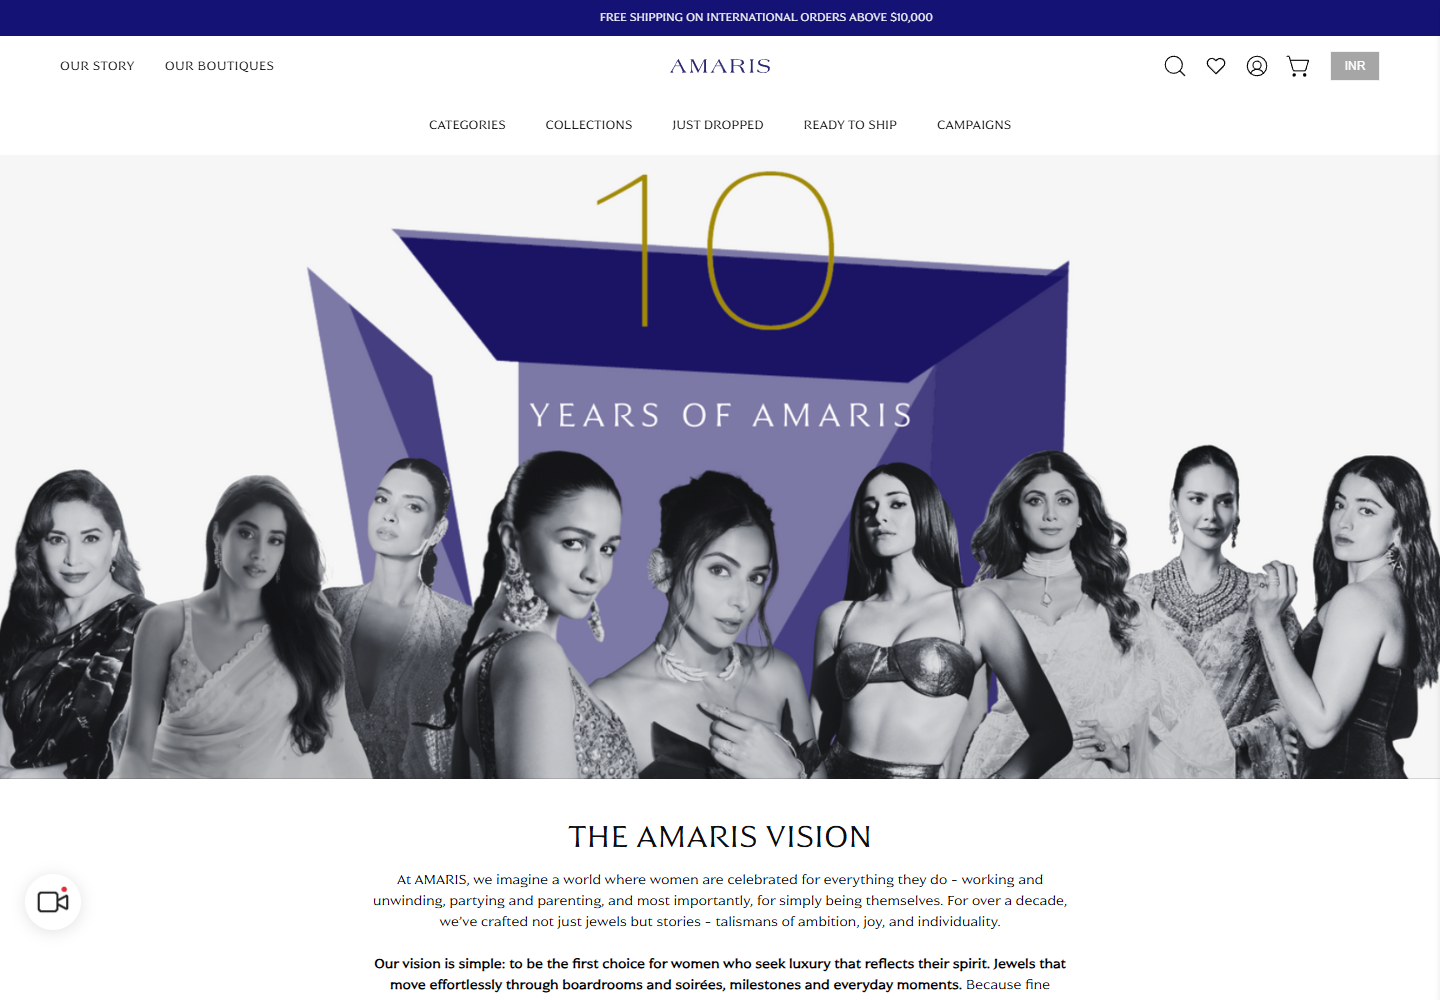 FREE SHIPPING ON INTERNATIONAL ORDERS ABOVE $10,000
OUR STORY
OUR BOUTIQUES
AMARIS
INR
CATEGORIES
COLLECTIONS
JUST DROPPED
READY TO SHIP
CAMPAIGNS
10
YEARS OF AMARIS
THE AMARIS VISION
At AMARIS, we imagine a world where women are celebrated for everything they do – working and
unwinding, partying and parenting, and most importantly, for simply being themselves. For over a decade,
we’ve crafted not just jewels but stories – talismans of ambition, joy, and individuality.
Our vision is simple: to be the first choice for women who seek luxury that reflects their spirit. Jewels that
move effortlessly through boardrooms and soirées, milestones and everyday moments. Because fine